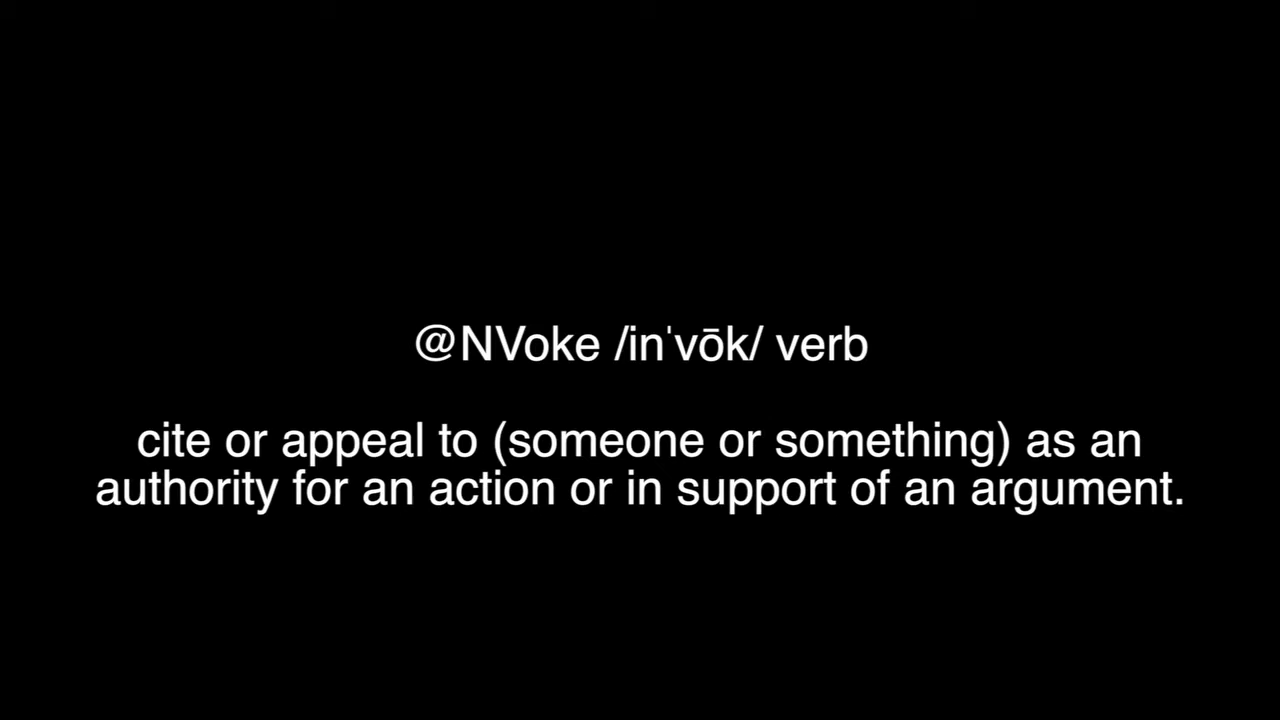 @NVoke /inˈvōk/ verb
cite or appeal to (someone or something) as an
authority for an action or in support of an argument.